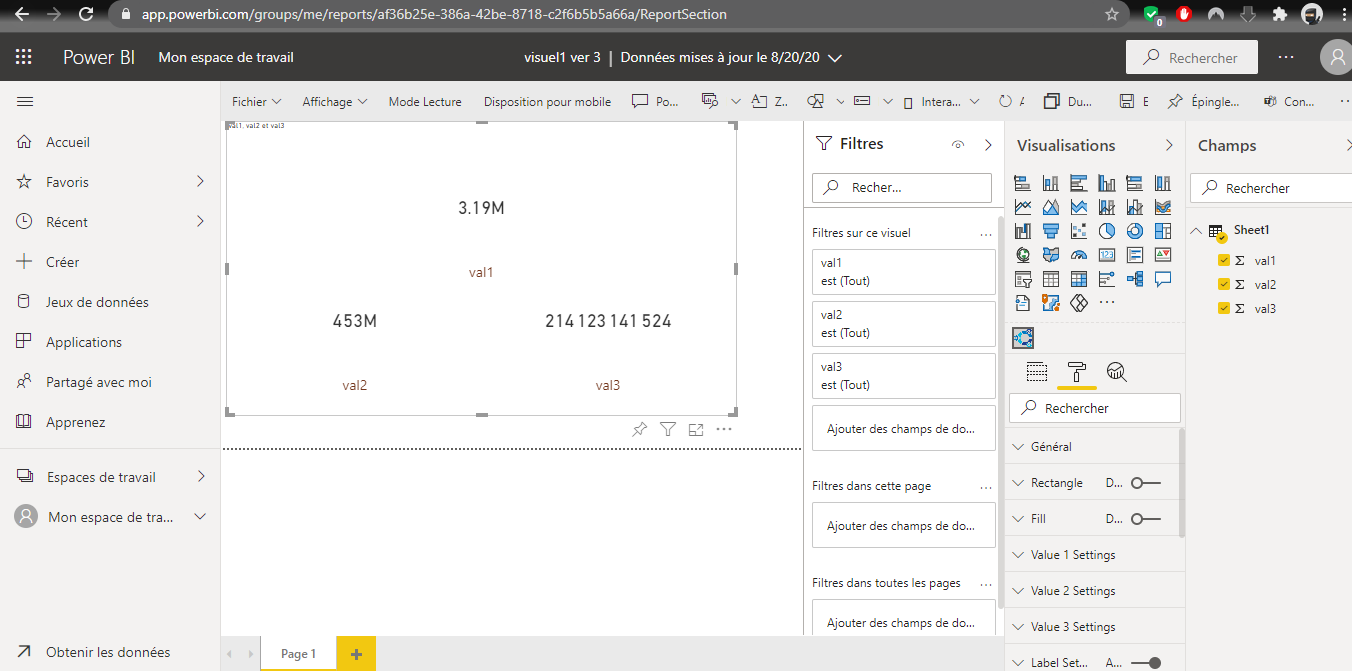 app.powerbi.com/groups/me/reports/af36b25e-386a-42be-8718-c2f6b5b5a66a/ReportSection
0
Power BI
Mon espace de travail
visuel1 ver 3 | Données mises à jour le 8/20/20
Rechercher
Fichier
Affichage
Mode Lecture
Disposition pour mobile
Po...
Z..
Intera...
Du...
E
Épingle...
Con...
Accueil
Favoris
Récent
Créer
Jeux de données
Applications
Partagé avec moi
Apprenez
Espaces de travail
Mon espace de tra...
Obtenir les données
val1, val2 et val3
3.19M
val1
453M
214 123 141 524
val2
val3
Page 1
Filtres
Recher...
Filtres sur ce visuel
val1
est (Tout)
val2
est (Tout)
val3
est (Tout)
Ajouter des champs de do...
Filtres dans cette page
Ajouter des champs de do...
Filtres dans toutes les pages
Ajouter des champs de do...
Visualisations
123
Rechercher
Général
Rectangle D...
Fill D...
Value 1 Settings
Value 2 Settings
Value 3 Settings
Label Set... A...
Champs
Rechercher
Sheet1
Σ val1
Σ val2
Σ val3